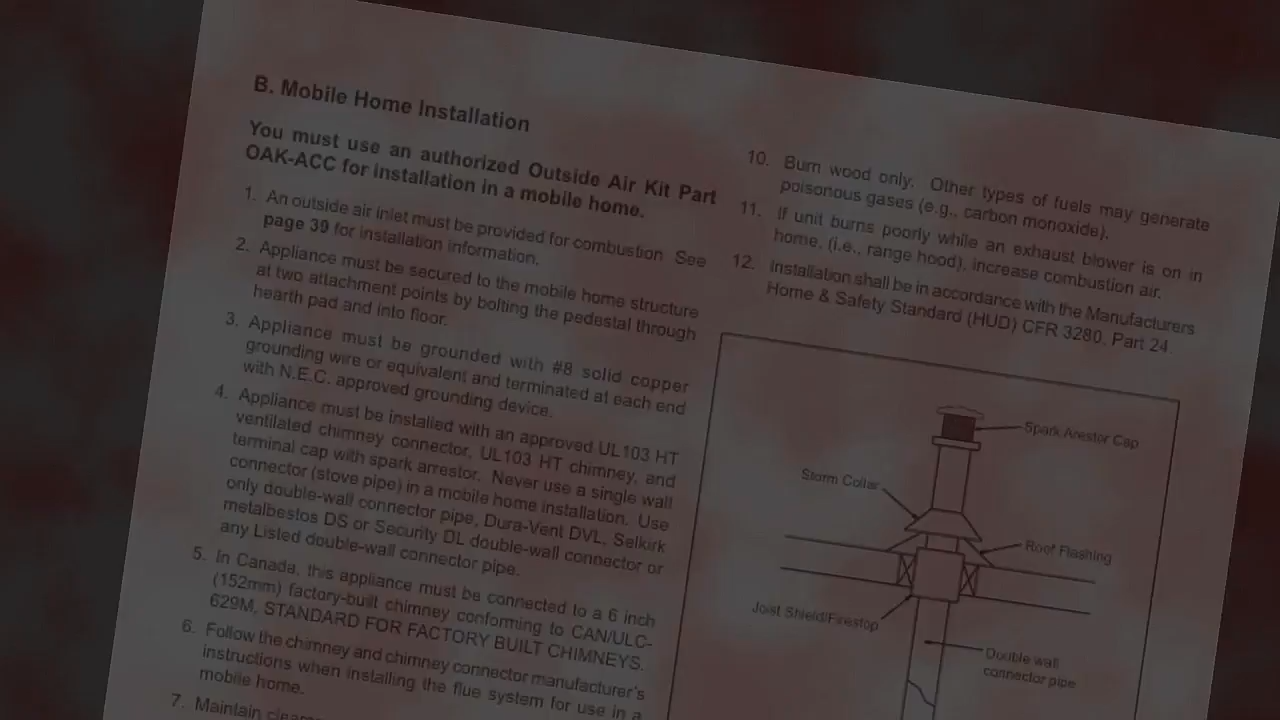 B. Mobile Home Installation
You must use an authorized Outside Air Kit Part
OAK-ACC for installation in a mobile home.
1. An outside air inlet must be provided for combustion. See
page 39 for installation information.
2. Appliance must be secured to the mobile home structure
at two attachment points by bolting the pedestal through
hearth pad and into floor.
3. Appliance must be grounded with #8 solid copper
grounding wire or equivalent and terminated at each end
with N.E.C. approved grounding device.
4. Appliance must be installed with an approved UL103 HT
ventilated chimney connector, UL103 HT chimney, and
terminal cap with spark arrestor. Never use a single wall
connector (stove pipe) in a mobile home installation. Use
only double-wall connector pipe, Dura-Vent DVL, Selkirk
metalbestos DS or Security DL double-wall connector or
any Listed double-wall connector pipe.
5. In Canada, this appliance must be connected to a 6 inch
(152mm) factory-built chimney conforming to CAN/ULC-
629M, STANDARD FOR FACTORY BUILT CHIMNEYS.
6. Follow the chimney and chimney connector manufacturer's
instructions when installing the flue system for use in a
mobile home.
7. Maintain
10. Burn wood only. Other types of fuels may generate
poisonous gases (e.g., carbon monoxide).
11. If unit burns poorly while an exhaust blower is on in
home, (i.e., range hood), increase combustion air.
12. Installation shall be in accordance with the Manufacturers
Home & Safety Standard (HUD) CFR 3280, Part 24.
Spark Arestor Cap
Storm Collar
Roof Flashing
Joist Shield/Firestop
Double wall
connector pipe